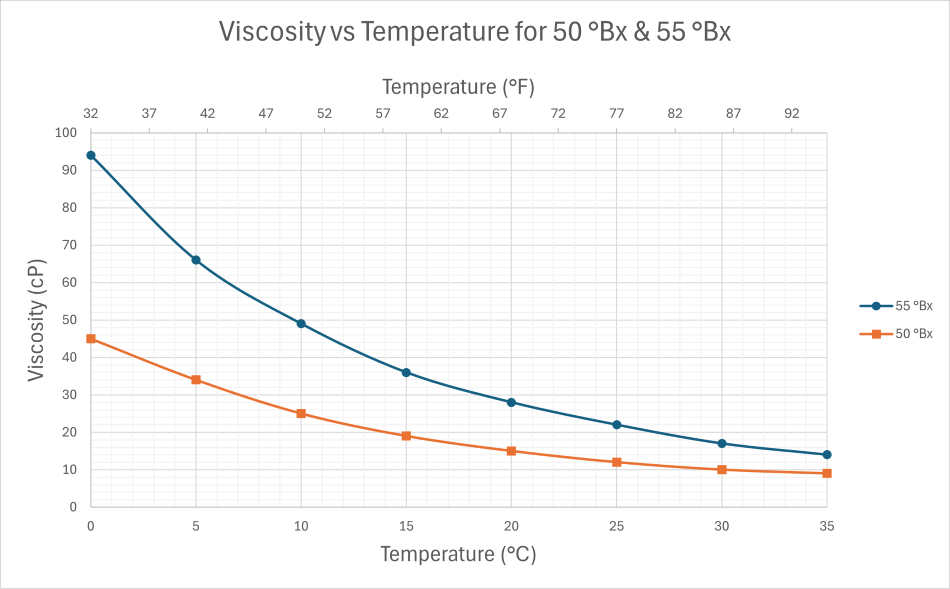 Viscosity vs Temperature for 50 °Bx & 55 °Bx
Temperature (°F)
32 37 42 47 52 57 62 67 72 77 82 87 92
100
90
80
70
60
50
40
30
20
10
0
Viscosity (cP)
55 °Bx
50 °Bx
0 5 10 15 20 25 30 35
Temperature (°C)